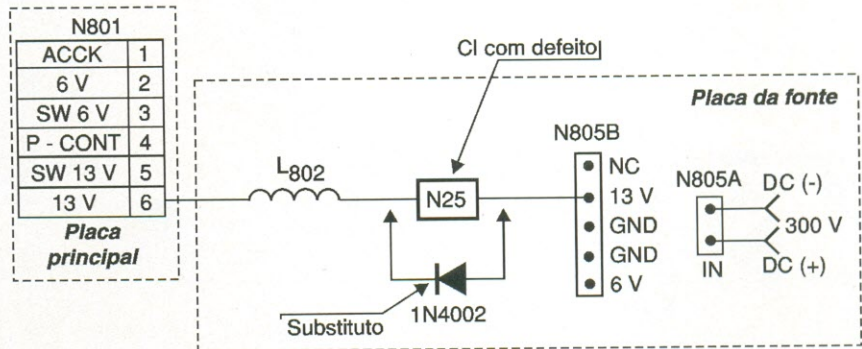 N801
ACCK 1
6 V 2
SW 6 V 3
P - CONT 4
SW 13 V 5
13 V 6
Placa
principal
L802
CI com defeito
N25
Substituto
1N4002
Placa da fonte
N805B
NC
13 V
GND
GND
6 V
N805A
DC (-)
300 V
DC (+)
IN